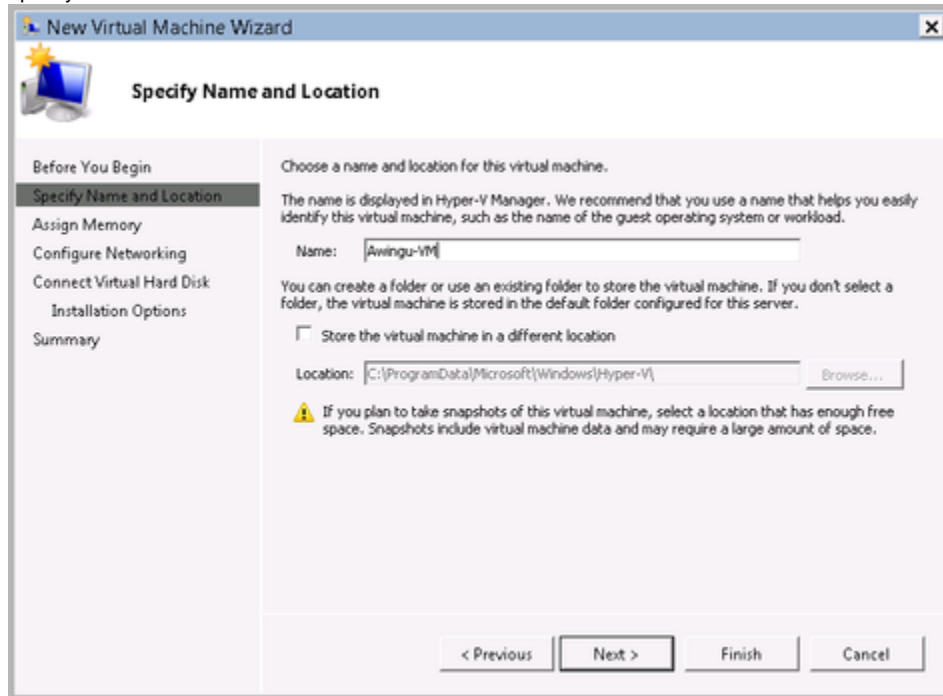 New Virtual Machine Wizard
Specify Name and Location
Before You Begin
Specify Name and Location
Assign Memory
Configure Networking
Connect Virtual Hard Disk
Installation Options
Summary
Choose a name and location for this virtual machine.
The name is displayed in Hyper-V Manager. We recommend that you use a name that helps you easily
identify this virtual machine, such as the name of the guest operating system or workload.
Name: Awingu-VM
You can create a folder or use an existing folder to store the virtual machine. If you don't select a
folder, the virtual machine is stored in the default folder configured for this server.
Store the virtual machine in a different location
Location: C:\ProgramData\Microsoft\Windows\Hyper-V\ Browse...
If you plan to take snapshots of this virtual machine, select a location that has enough free
space. Snapshots include virtual machine data and may require a large amount of space.
< Previous Next > Finish Cancel